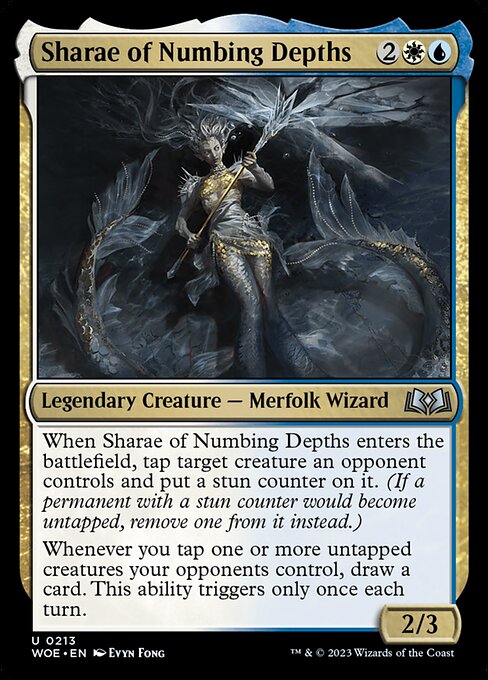 Sharae of Numbing Depths 2
Legendary Creature — Merfolk Wizard
When Sharae of Numbing Depths enters the
battlefield, tap target creature an opponent
controls and put a stun counter on it. (If a
permanent with a stun counter would become
untapped, remove one from it instead.)
Whenever you tap one or more untapped
creatures your opponents control, draw a
card. This ability triggers only once each
turn.
2/3
U 0213
WOE • EN Evyn Fong
™ & © 2023 Wizards of the Coast